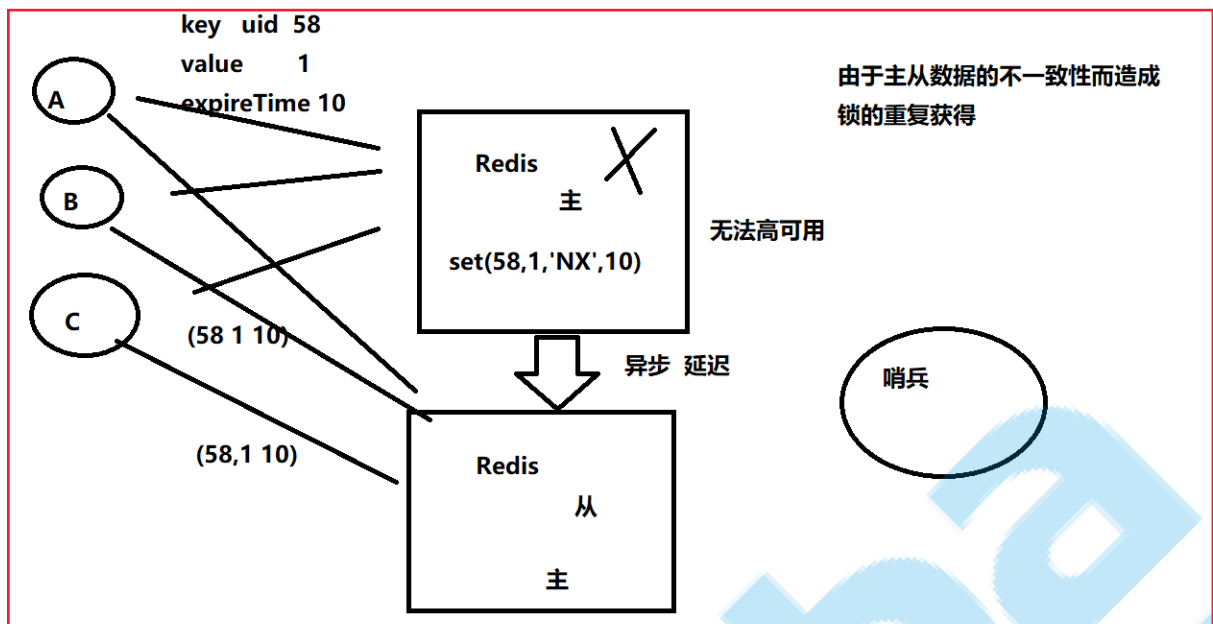 key uid 58
value 1
expireTime 10
由于主从数据的不一致性而造成
锁的重复获得
A
B
C
Redis
主
set(58,1,'NX',10)
无法高可用
(58 1 10)
异步 延迟
哨兵
(58,1 10)
Redis
从
主